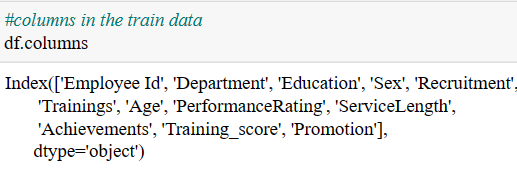 #columns in the train data
df.columns
Index(['Employee Id', 'Department', 'Education', 'Sex', 'Recruitment',
'Trainings', 'Age', 'PerformanceRating', 'ServiceLength',
'Achievements', 'Training_score', 'Promotion'],
dtype='object')